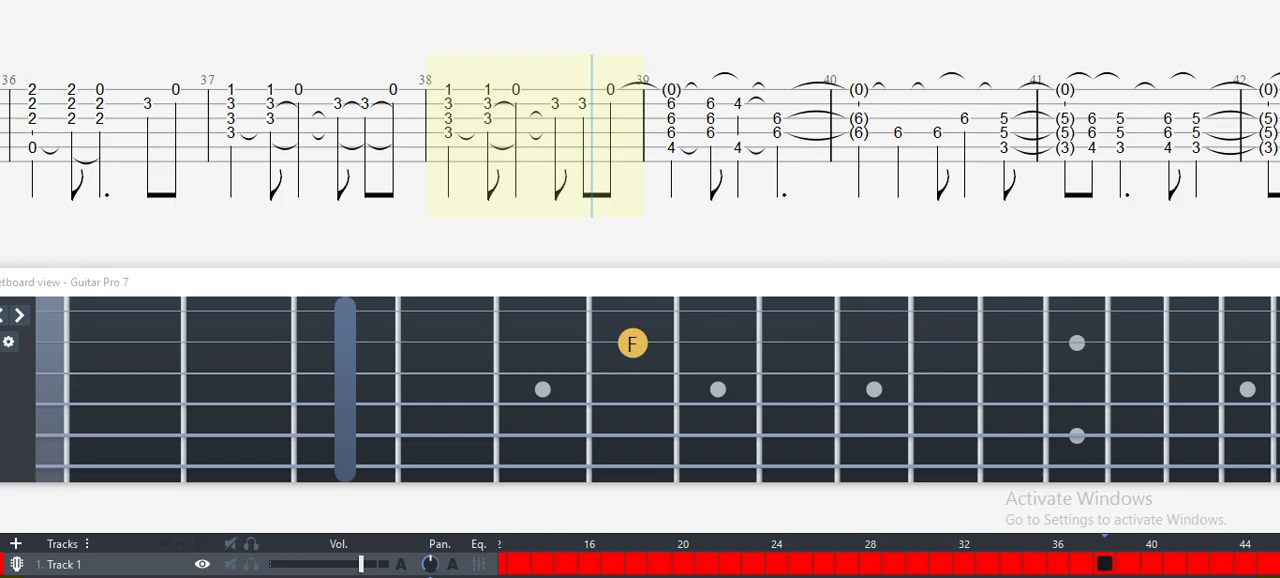 36 37 38 39 40 41 42
2 2 0 0 1 1 0 0 1 1 0 0 (0) (0) (0) (0)
2 2 2 3 3 3 3 3 3 3 3 3 6 6 4
2 2 2 3 3 3 3 6 6 6 (6) 6 (5) 6 5 6 5 (5)
3 3 6 6 6 (6) 6 6 5 (5) 6 5 6 5 (5)
0 4 4 3 (3) 4 3 4 3 (3)
etboard view - Guitar Pro 7
F
Activate Windows
Go to Settings to activate Windows.
+ Tracks Vol. Pan. Eq. 2 16 20 24 28 32 36 40 44
1. Track 1 A A